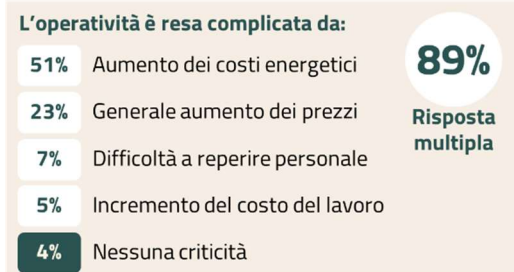 L'operatività è resa complicata da:
51% Aumento dei costi energetici
23% Generale aumento dei prezzi
7% Difficoltà a reperire personale
5% Incremento del costo del lavoro
4% Nessuna criticità
89%
Risposta
multipla